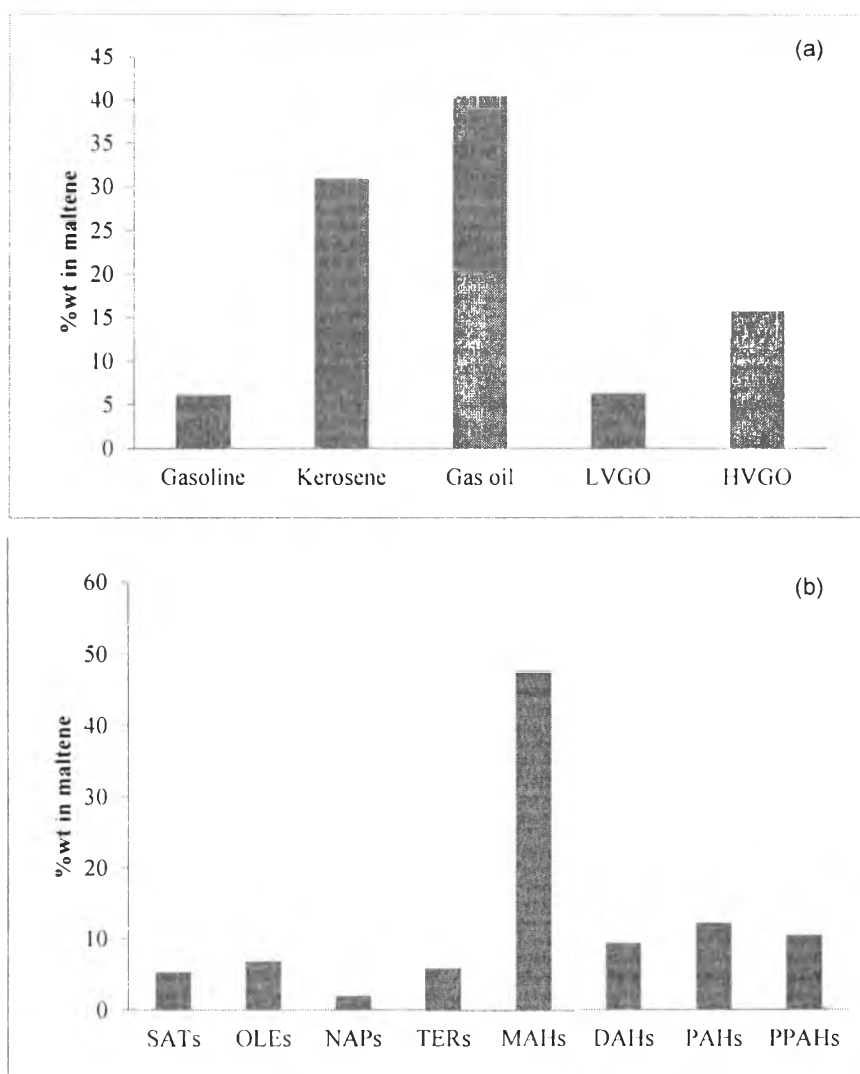 (a)
45
40
35
30
25
20
15
10
5
0
%wt in maltene
Gasoline Kerosene Gas oil LVGO HVGO
(b)
60
50
40
30
20
10
0
%wt in maltene
SATs OLEs NAPs TERs MAHs DAHs PAHs PPAHs